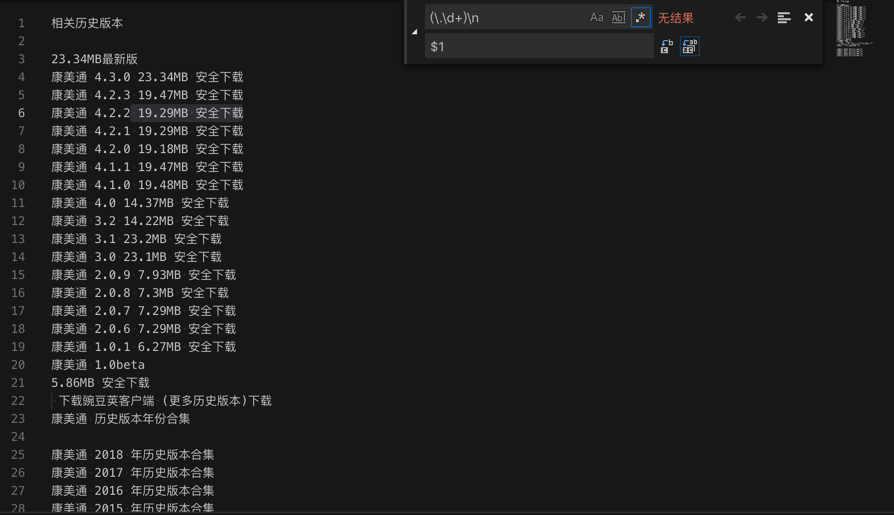 (\.\d+)\n
Aa Abl .* 无结果
$1
1 相关历史版本
2
3 23.34MB最新版
4 康美通 4.3.0 23.34MB 安全下载
5 康美通 4.2.3 19.47MB 安全下载
6 康美通 4.2.2 19.29MB 安全下载
7 康美通 4.2.1 19.29MB 安全下载
8 康美通 4.2.0 19.18MB 安全下载
9 康美通 4.1.1 19.47MB 安全下载
10 康美通 4.1.0 19.48MB 安全下载
11 康美通 4.0 14.37MB 安全下载
12 康美通 3.2 14.22MB 安全下载
13 康美通 3.1 23.2MB 安全下载
14 康美通 3.0 23.1MB 安全下载
15 康美通 2.0.9 7.93MB 安全下载
16 康美通 2.0.8 7.3MB 安全下载
17 康美通 2.0.7 7.29MB 安全下载
18 康美通 2.0.6 7.29MB 安全下载
19 康美通 1.0.1 6.27MB 安全下载
20 康美通 1.0beta
21 5.86MB 安全下载
22 下载豌豆荚客户端 (更多历史版本)下载
23 康美通 历史版本年份合集
24
25 康美通 2018 年历史版本合集
26 康美通 2017 年历史版本合集
27 康美通 2016 年历史版本合集
28 康美通 2015 年历史版本合集